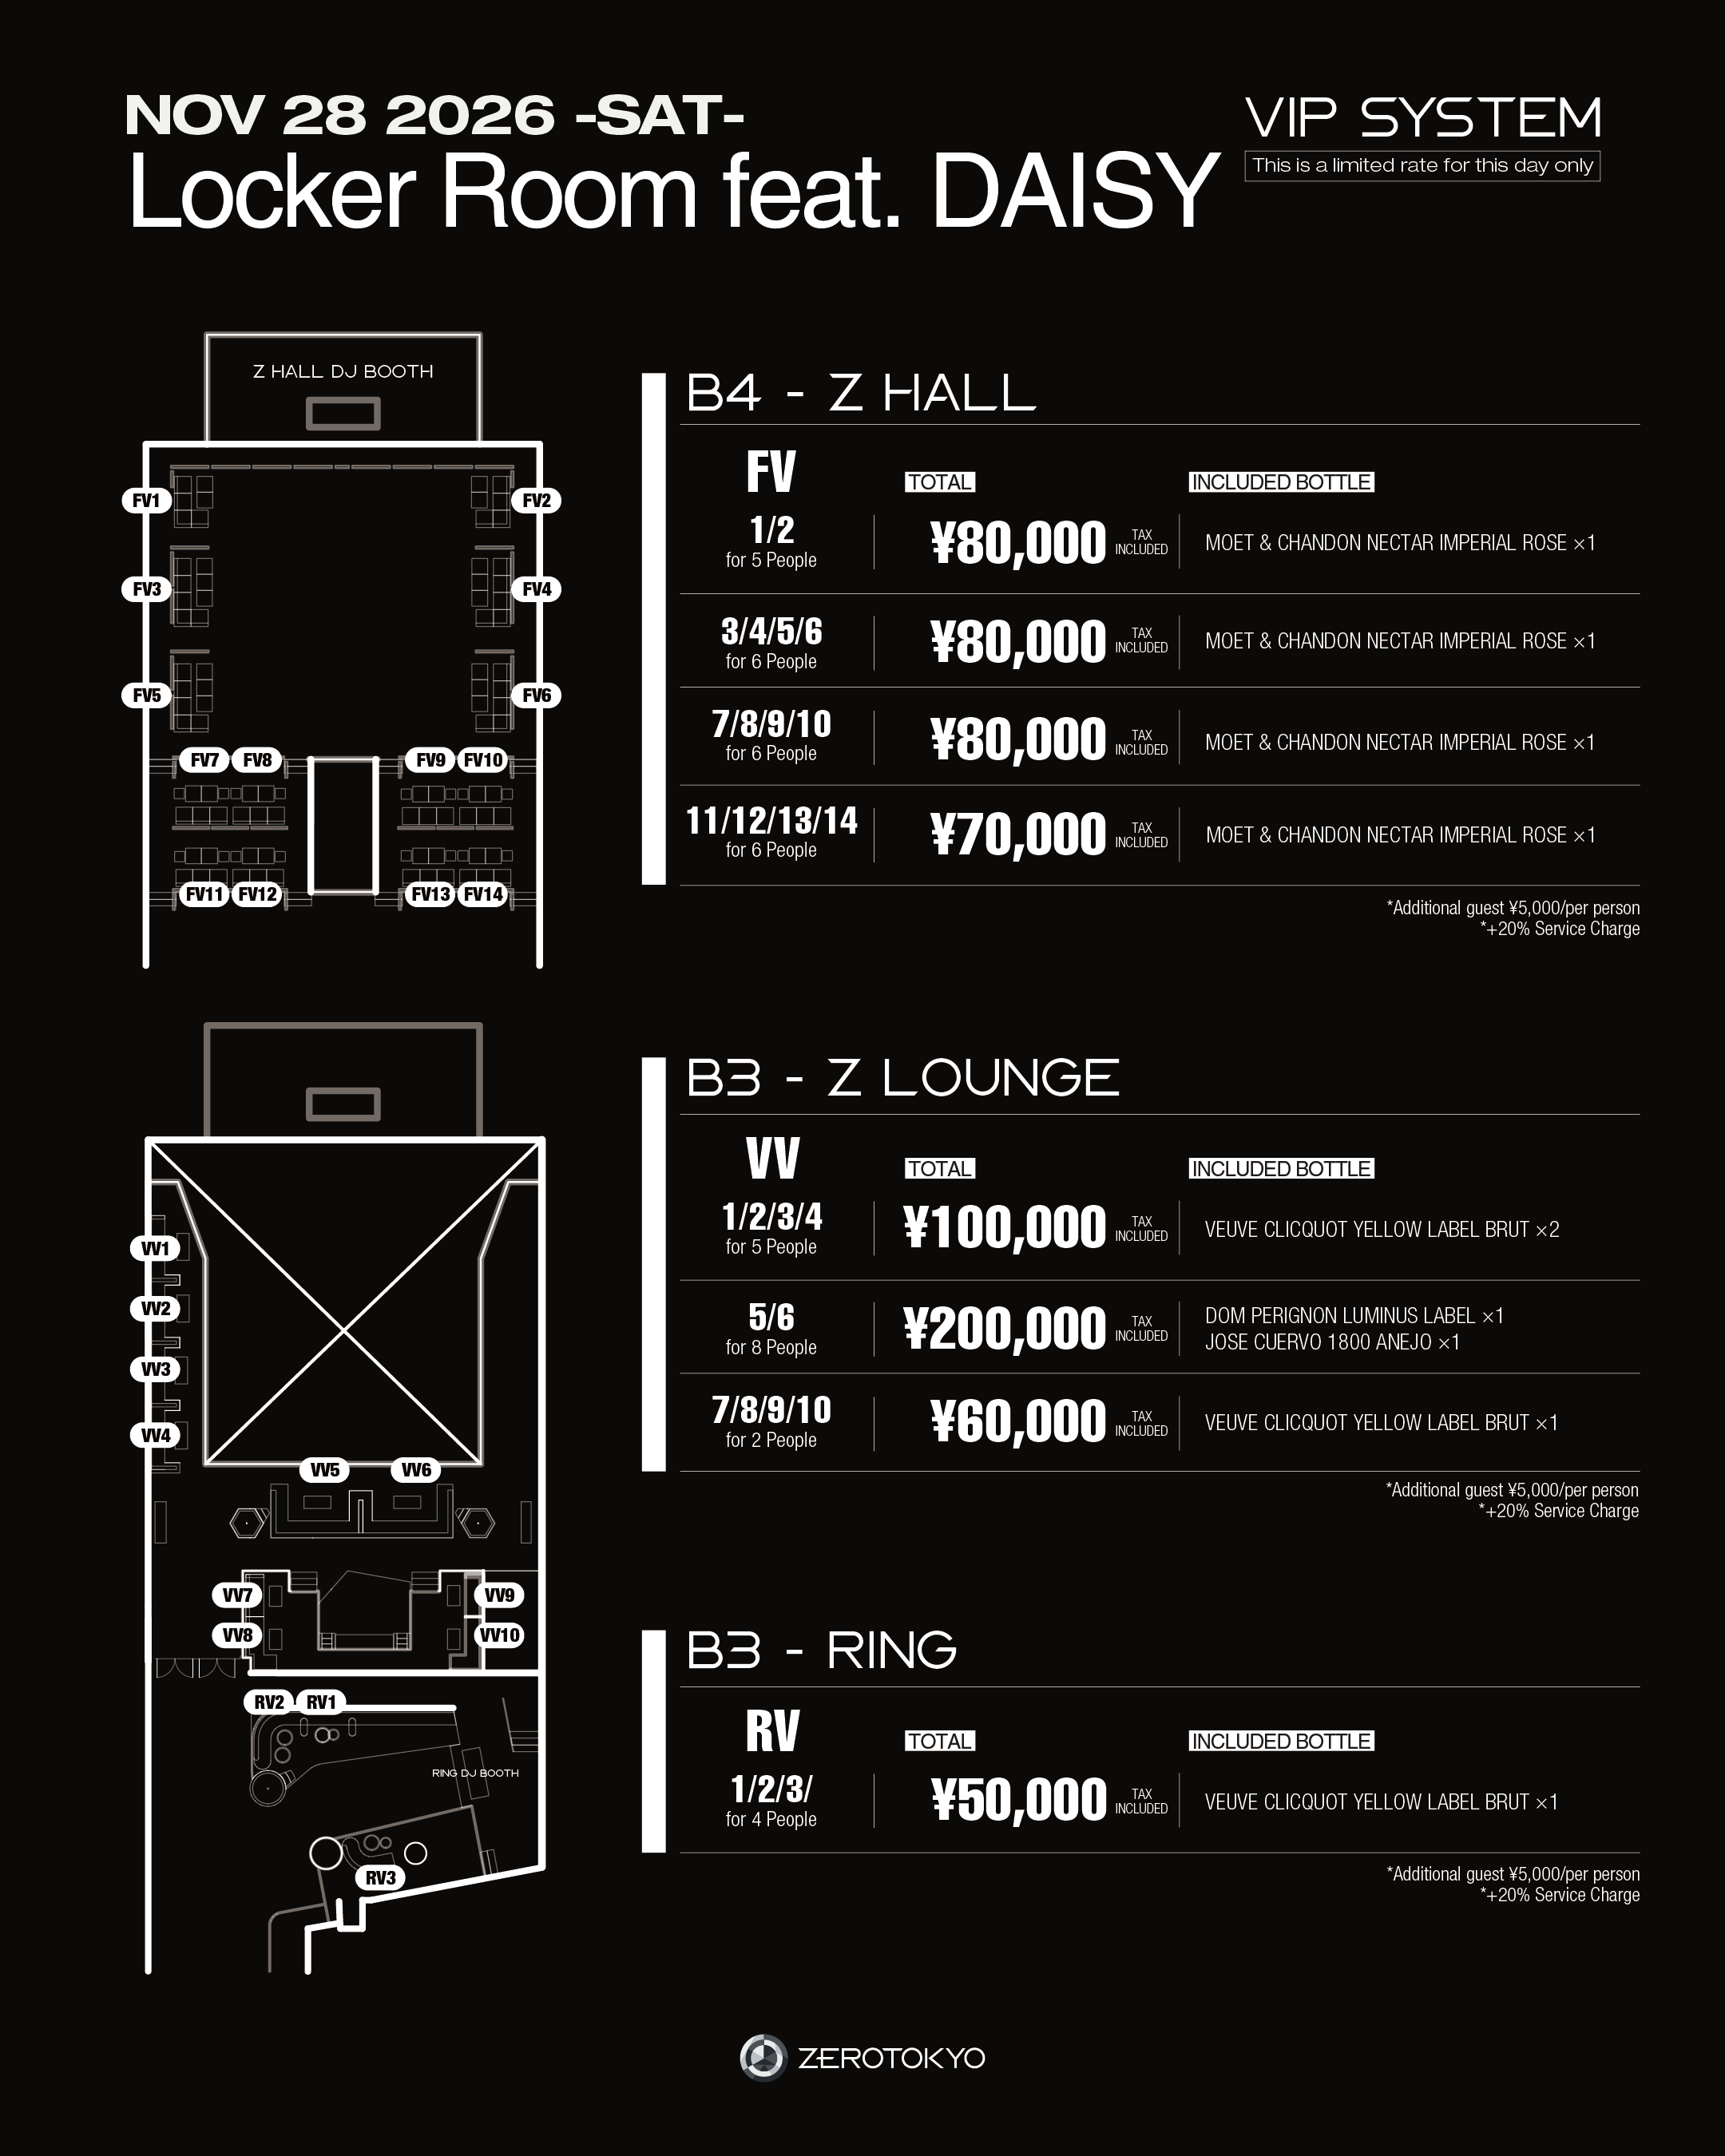 NOV 28 2026 -SAT-
Locker Room feat. DAISY
VIP SYSTEM
This is a limited rate for this day only
Z HALL DJ BOOTH
FV1
FV2
FV3
FV4
FV5
FV6
FV7 FV8 FV9 FV10
FV11 FV12 FV13 FV14
B4 - Z HALL
FV TOTAL INCLUDED BOTTLE
1/2
for 5 People
¥80,000 TAX INCLUDED
MOET & CHANDON NECTAR IMPERIAL ROSE ×1
3/4/5/6
for 6 People
¥80,000 TAX INCLUDED
MOET & CHANDON NECTAR IMPERIAL ROSE ×1
7/8/9/10
for 6 People
¥80,000 TAX INCLUDED
MOET & CHANDON NECTAR IMPERIAL ROSE ×1
11/12/13/14
for 6 People
¥70,000 TAX INCLUDED
MOET & CHANDON NECTAR IMPERIAL ROSE ×1
*Additional guest ¥5,000/per person
*+20% Service Charge
VV1
VV2
VV3
VV4
VV5 VV6
VV7 VV9
VV8 VV10
RV2 RV1
RING DJ BOOTH
RV3
B3 - Z LOUNGE
VV TOTAL INCLUDED BOTTLE
1/2/3/4
for 5 People
¥100,000 TAX INCLUDED
VEUVE CLICQUOT YELLOW LABEL BRUT ×2
5/6
for 8 People
¥200,000 TAX INCLUDED
DOM PERIGNON LUMINUS LABEL ×1
JOSE CUERVO 1800 ANEJO ×1
7/8/9/10
for 2 People
¥60,000 TAX INCLUDED
VEUVE CLICQUOT YELLOW LABEL BRUT ×1
*Additional guest ¥5,000/per person
*+20% Service Charge
B3 - RING
RV TOTAL INCLUDED BOTTLE
1/2/3/
for 4 People
¥50,000 TAX INCLUDED
VEUVE CLICQUOT YELLOW LABEL BRUT ×1
*Additional guest ¥5,000/per person
*+20% Service Charge
ZEROTOKYO